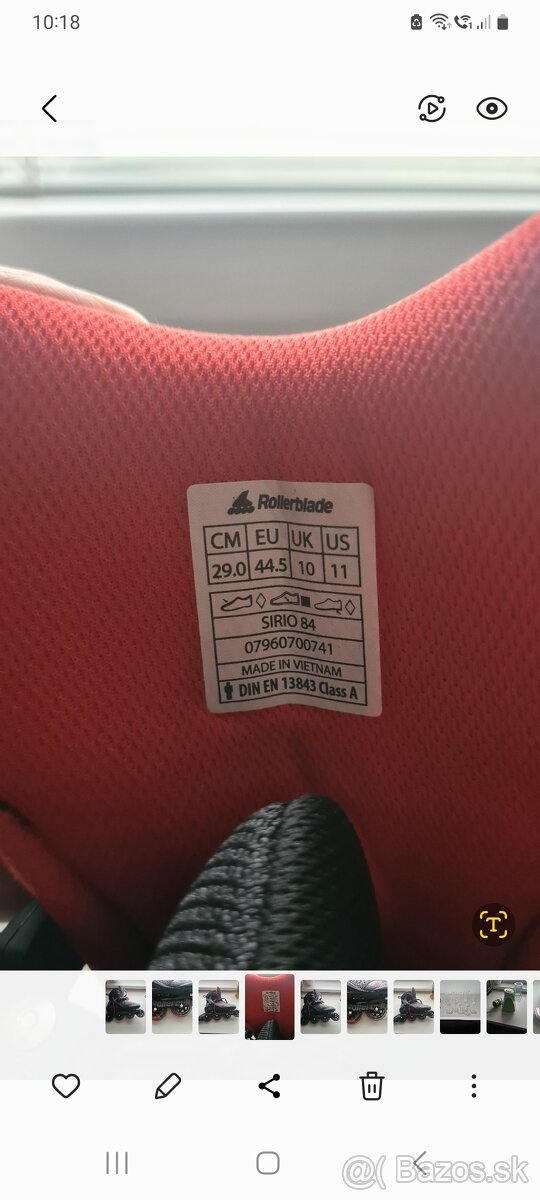 10:18
Rollerblade
CM EU UK US
29.0 44.5 10 11
SIRIO 84
07960700741
MADE IN VIETNAM
DIN EN 13843 Class A
T
@( Bazos.sk